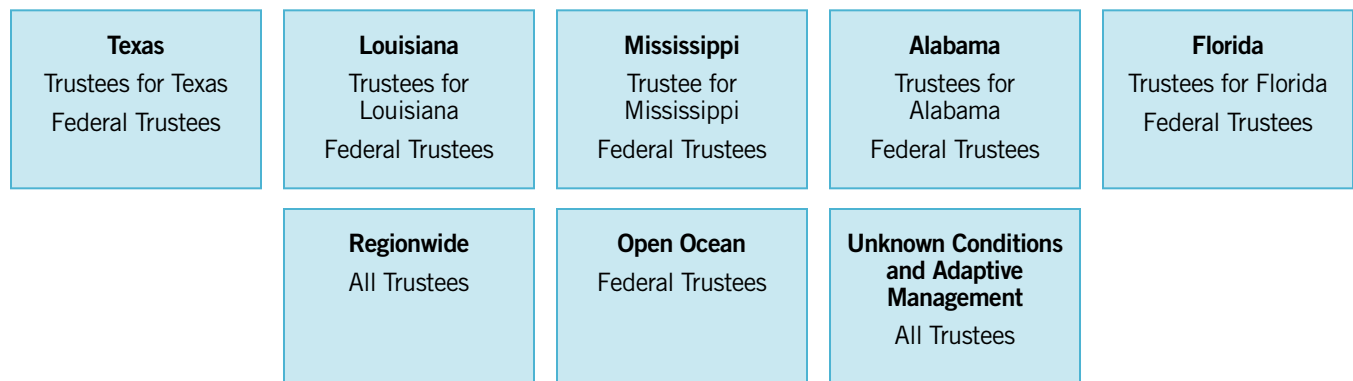 Texas
Trustees for Texas
Federal Trustees
Louisiana
Trustees for
Louisiana
Federal Trustees
Mississippi
Trustee for
Mississippi
Federal Trustees
Alabama
Trustees for
Alabama
Federal Trustees
Florida
Trustees for Florida
Federal Trustees
Regionwide
All Trustees
Open Ocean
Federal Trustees
Unknown Conditions
and Adaptive
Management
All Trustees